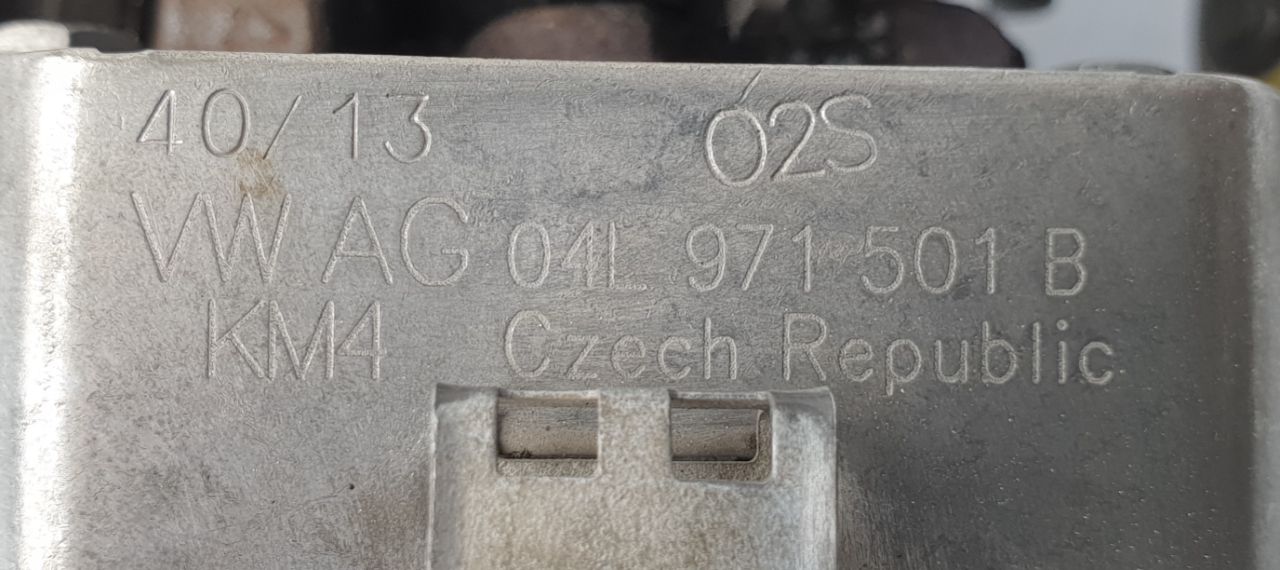 40/13 02S
VW AG 04L 971 501 B
KM4 Czech Republic